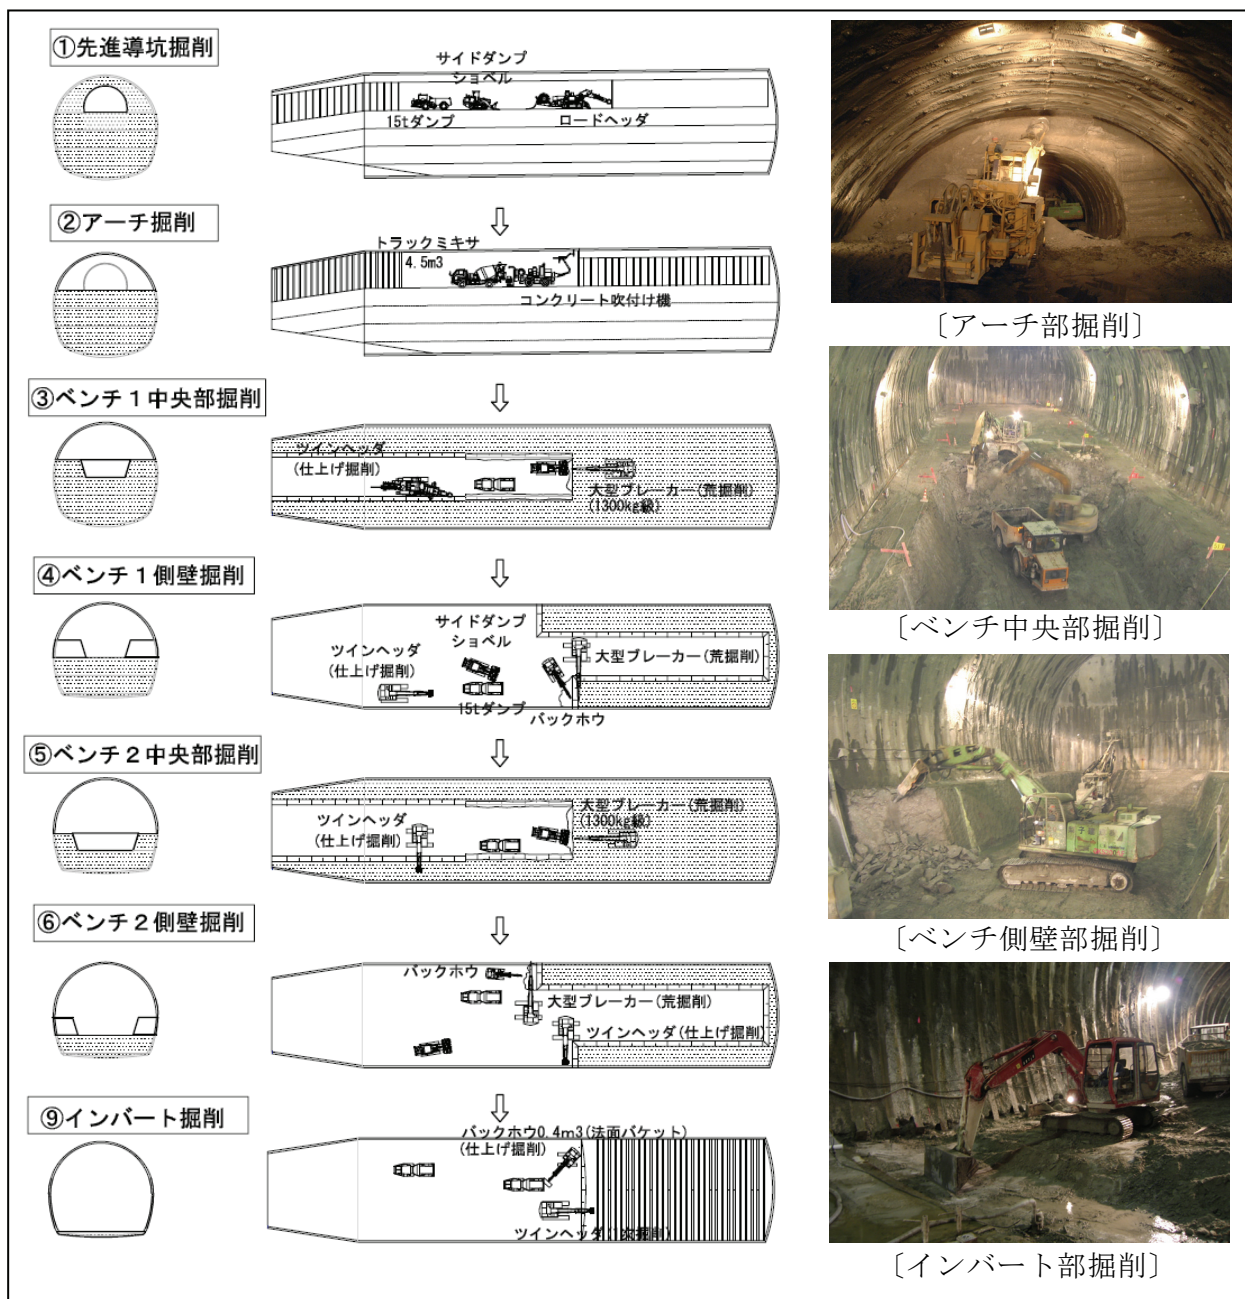 ①先進導坑掘削
サイドダンプ
ショベル
15tダンプ
ロードヘッダ
②アーチ掘削
トラックミキサ
4.5m3
コンクリート吹付け機
③ベンチ１中央部掘削
ツインヘッダ
(仕上げ掘削)
大型ブレーカー(荒掘削)
(1300kg級)
④ベンチ１側壁掘削
サイドダンプ
ショベル
ツインヘッダ
(仕上げ掘削)
大型ブレーカー(荒掘削)
15tダンプ
バックホウ
⑤ベンチ２中央部掘削
大型ブレーカー(荒掘削)
(1300kg級)
ツインヘッダ
(仕上げ掘削)
⑥ベンチ２側壁掘削
バックホウ
大型ブレーカー(荒掘削)
ツインヘッダ(仕上げ掘削)
⑨インバート掘削
バックホウ0.4m3(法面バケット)
(仕上げ掘削)
ツインヘッダ(1次掘削)
〔アーチ部掘削〕
〔ベンチ中央部掘削〕
〔ベンチ側壁部掘削〕
〔インバート部掘削〕